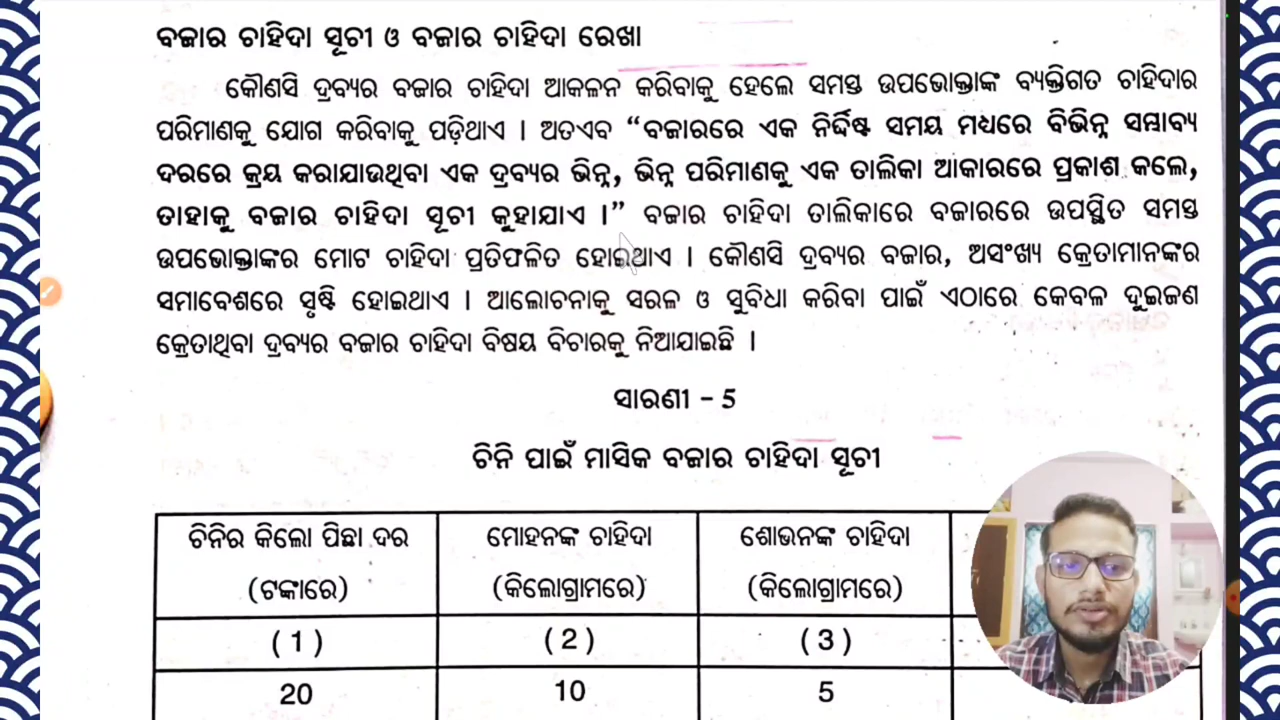 ବଜାର ଚାହିଦା ସୂଚୀ ଓ ବଜାର ଚାହିଦା ରେଖା
କୌଣସି ଦ୍ରବ୍ୟର ବଜାର ଚାହିଦା ଆକଳନ କରିବାକୁ ହେଲେ ସମସ୍ତ ଉପଭୋକ୍ତାଙ୍କ ବ୍ୟକ୍ତିଗତ ଚାହିଦାର
ପରିମାଣକୁ ଯୋଗ କରିବାକୁ ପଡ଼ିଥାଏ । ଅତଏବ “ବଜାରରେ ଏକ ନିର୍ଦ୍ଦିଷ୍ଟ ସମୟ ମଧ୍ୟରେ ବିଭିନ୍ନ ସମ୍ଭାବ୍ୟ
ଦରରେ କ୍ରୟ କରାଯାଉଥିବା ଏକ ଦ୍ରବ୍ୟର ଭିନ୍ନ, ଭିନ୍ନ ପରିମାଣକୁ ଏକ ତାଲିକା ଆକାରରେ ପ୍ରକାଶ କଲେ,
ତାହାକୁ ବଜାର ଚାହିଦା ସୂଚୀ କୁହାଯାଏ ।” ବଜାର ଚାହିଦା ତାଲିକାରେ ବଜାରରେ ଉପସ୍ଥିତ ସମସ୍ତ
ଉପଭୋକ୍ତାଙ୍କର ମୋଟ ଚାହିଦା ପ୍ରତିଫଳିତ ହୋଇଥାଏ । କୌଣସି ଦ୍ରବ୍ୟର ବଜାର, ଅସଂଖ୍ୟ କ୍ରେତାମାନଙ୍କର
ସମାବେଶରେ ସୃଷ୍ଟି ହୋଇଥାଏ । ଆଲୋଚନାକୁ ସରଳ ଓ ସୁବିଧା କରିବା ପାଇଁ ଏଠାରେ କେବଳ ଦୁଇଜଣ
କ୍ରେତାଥିବା ଦ୍ରବ୍ୟର ବଜାର ଚାହିଦା ବିଷୟ ବିଚାରକୁ ନିଆଯାଇଛି ।
ସାରଣୀ – 5
ଚିନି ପାଇଁ ମାସିକ ବଜାର ଚାହିଦା ସୂଚୀ
ଚିନିର କିଲୋ ପିଛା ଦର ମୋହନଙ୍କ ଚାହିଦା ଶୋଭନଙ୍କ ଚାହିଦା
(ଟଙ୍କାରେ) (କିଲୋଗ୍ରାମରେ) (କିଲୋଗ୍ରାମରେ)
( 1 ) ( 2 ) ( 3 )
20 10 5